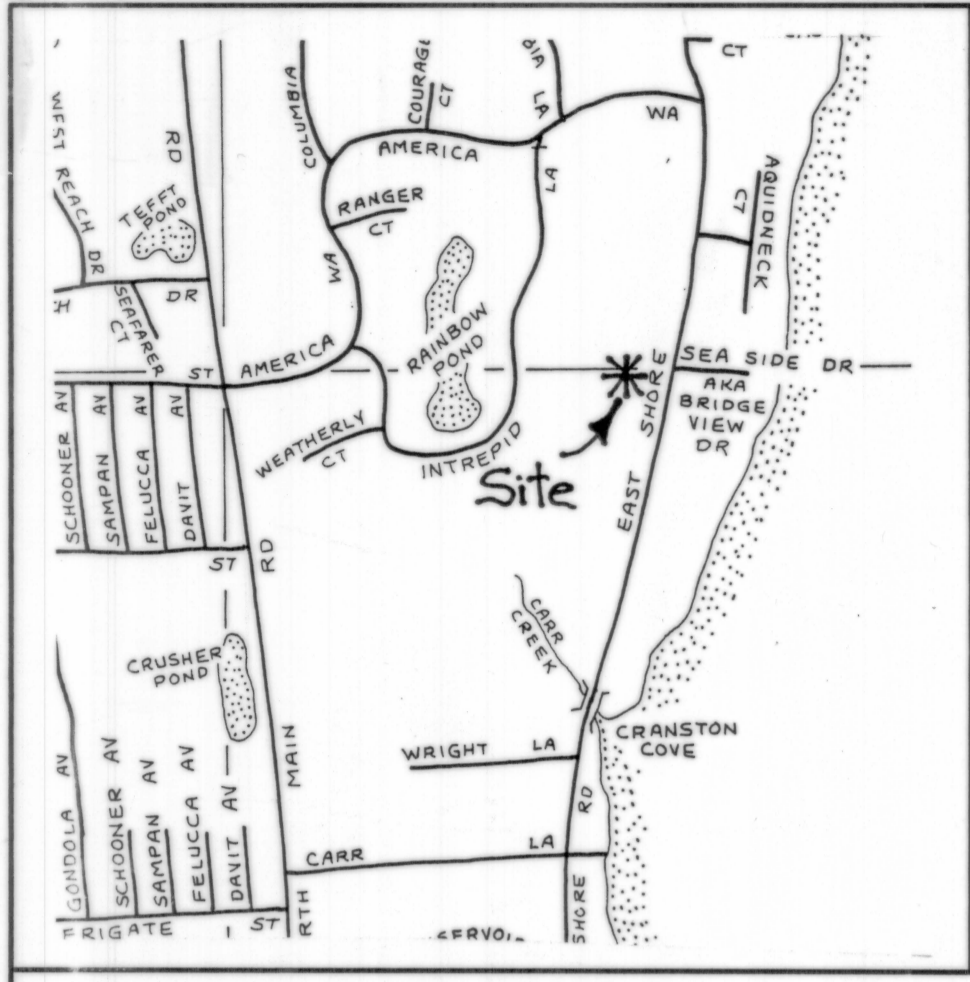 CT
WEST REACH DR
RD
TEFFT
POND
COLUMBIA
COURAGE
CT
LA
WA
AMERICA
LA
RANGER
CT
WA
AQUIDNECK
CT
DR
SEAFARER
CT
RAINBOW
POND
ST
AMERICA
SEA SIDE DR
AKA
BRIDGE
VIEW
DR
EAST SHORE RD
SCHOONER AV
SAMPAN AV
FELUCCA AV
DAVIT AV
WEATHERLY
CT
INTREPID
Site
ST
RD
CARR
CREEK
CRUSHER
POND
CRANSTON
COVE
WRIGHT LA
MAIN
GONDOLA AV
SCHOONER AV
SAMPAN AV
FELUCCA AV
DAVIT AV
CARR LA
FRIGATE ST
RTH
SHORE